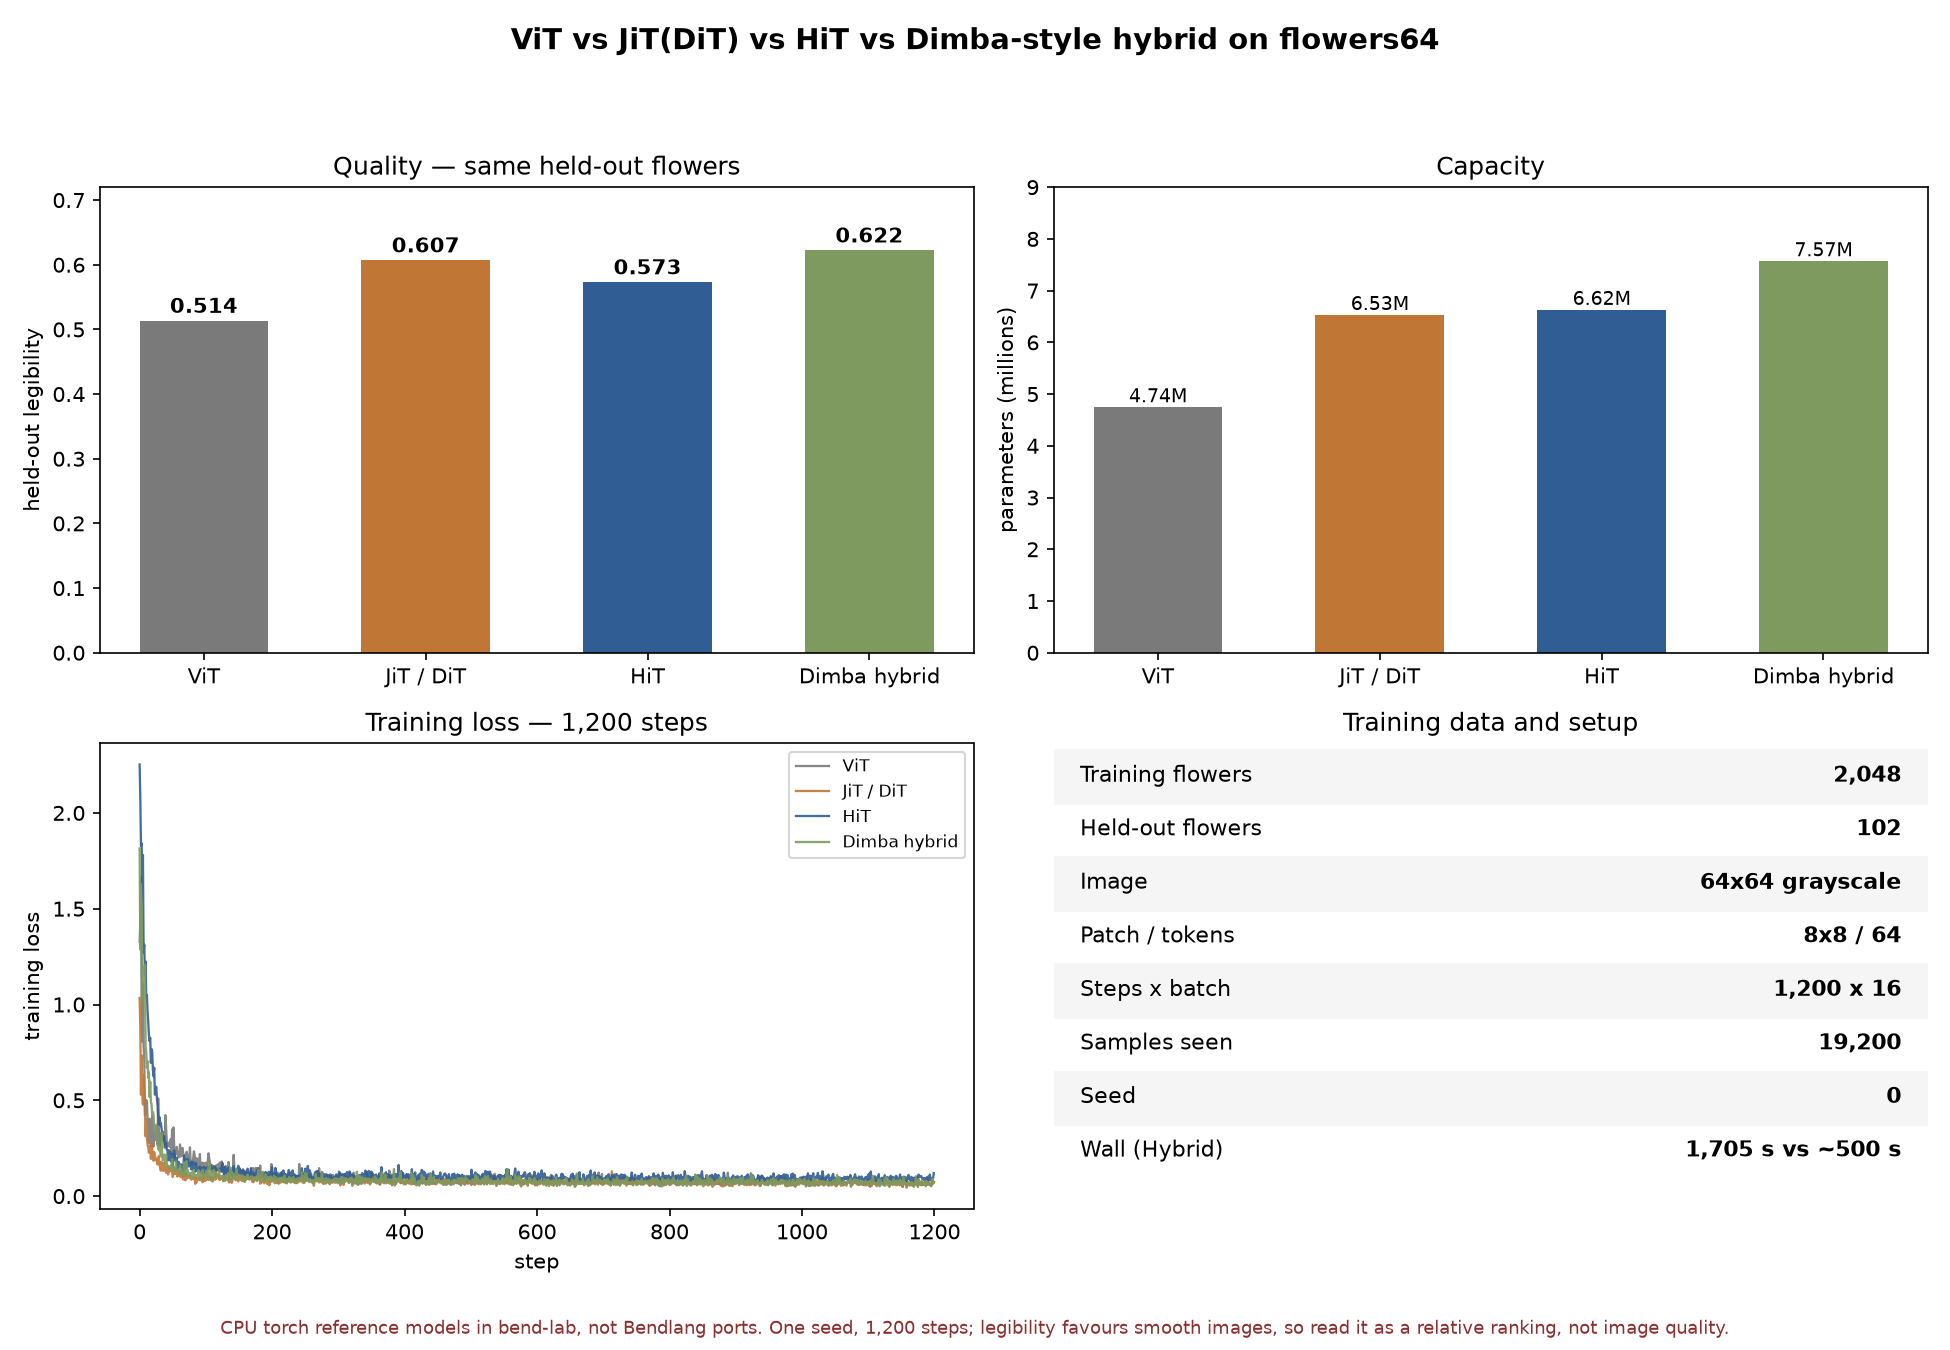 ViT vs JiT(DiT) vs HiT vs Dimba-style hybrid on flowers64
Quality — same held-out flowers
held-out legibility
0.7
0.6
0.5
0.4
0.3
0.2
0.1
0.0
0.514
0.607
0.573
0.622
ViT
JiT / DiT
HiT
Dimba hybrid
Capacity
parameters (millions)
9
8
7
6
5
4
3
2
1
0
4.74M
6.53M
6.62M
7.57M
ViT
JiT / DiT
HiT
Dimba hybrid
Training loss — 1,200 steps
training loss
2.0
1.5
1.0
0.5
0.0
ViT
JiT / DiT
HiT
Dimba hybrid
0
200
400
600
800
1000
1200
step
Training data and setup
Training flowers 2,048
Held-out flowers 102
Image 64x64 grayscale
Patch / tokens 8x8 / 64
Steps x batch 1,200 x 16
Samples seen 19,200
Seed 0
Wall (Hybrid) 1,705 s vs ~500 s
CPU torch reference models in bend-lab, not Bendlang ports. One seed, 1,200 steps; legibility favours smooth images, so read it as a relative ranking, not image quality.